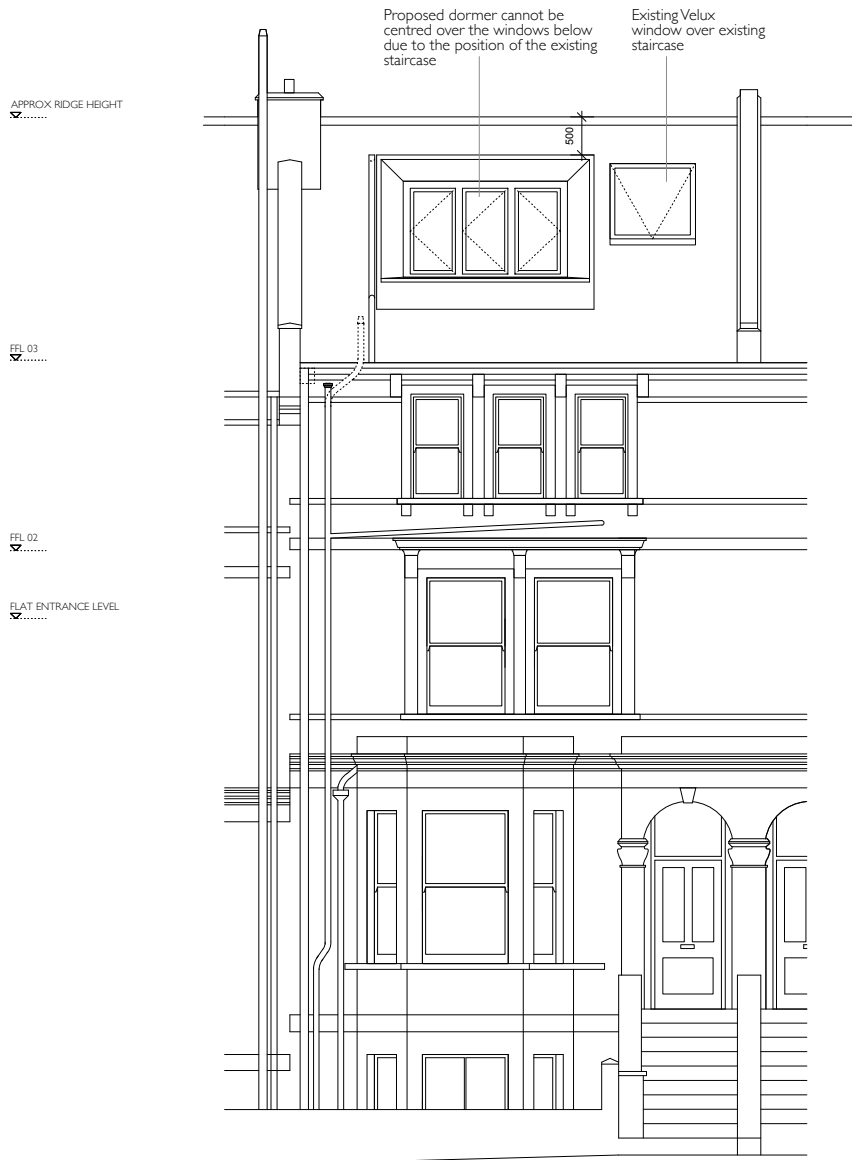 Proposed dormer cannot be
centred over the windows below
due to the position of the existing
staircase
Existing Velux
window over existing
staircase
APPROX RIDGE HEIGHT
500
FFL 03
FFL 02
FLAT ENTRANCE LEVEL